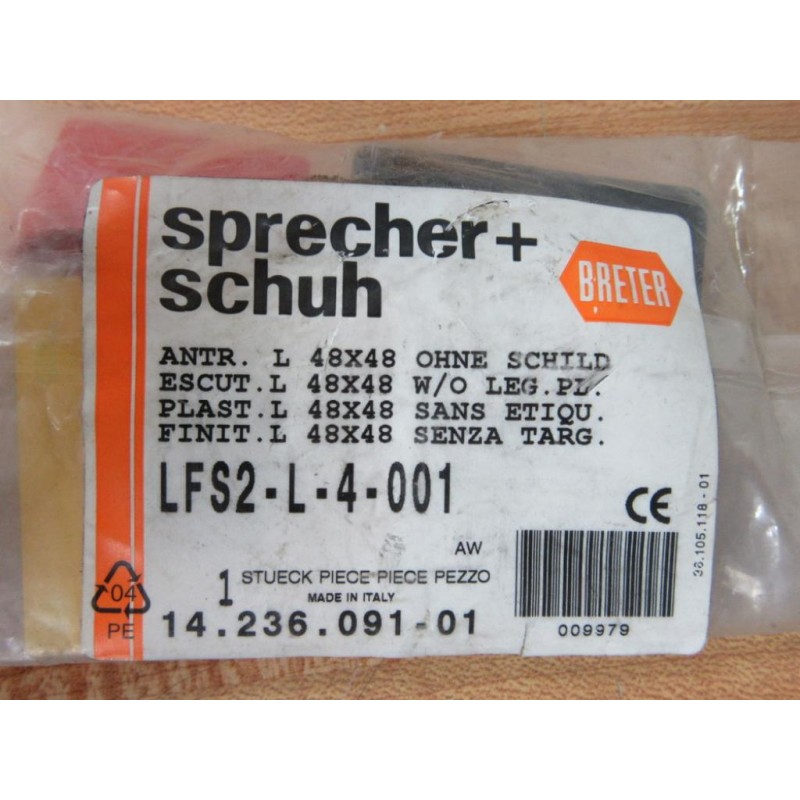 sprecher+
schuh
BRETER
ANTR. L 48X48 OHNE SCHILD
ESCUT.L 48X48 W/O LEG.PL.
PLAST.L 48X48 SANS ETIQU.
FINIT.L 48X48 SENZA TARG.
LFS2-L-4-001
CE
AW
1 STUECK PIECE PIECE PEZZO
MADE IN ITALY
14.236.091-01
009979
04
PE
36.105.118-01